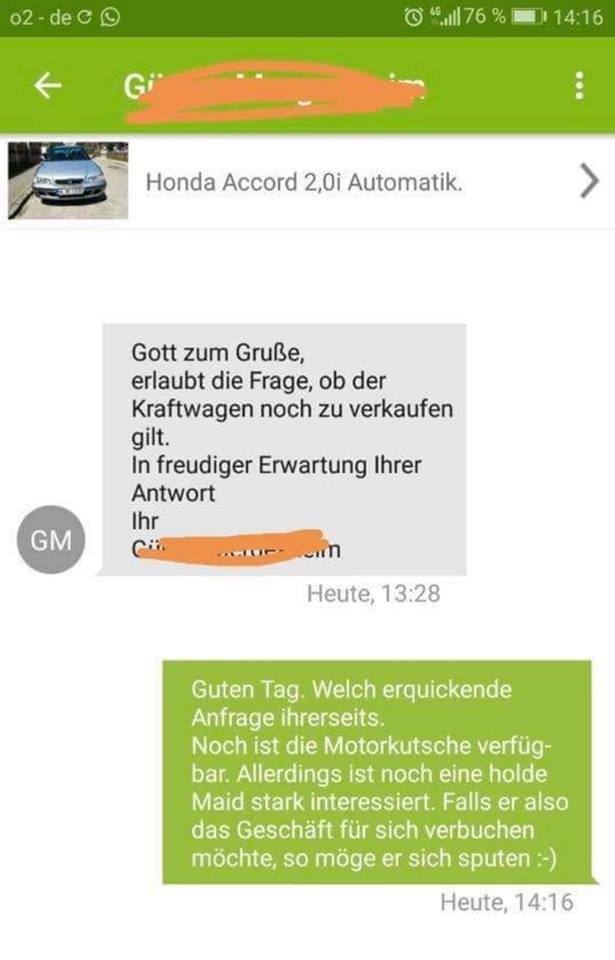 o2 - de
4G
76 %
14:16
Honda Accord 2,0i Automatik.
Gott zum Gruße,
erlaubt die Frage, ob der
Kraftwagen noch zu verkaufen
gilt.
In freudiger Erwartung Ihrer
Antwort
Ihr
GM
Heute, 13:28
Guten Tag. Welch erquickende
Anfrage ihrerseits.
Noch ist die Motorkutsche verfüg-
bar. Allerdings ist noch eine holde
Maid stark interessiert. Falls er also
das Geschäft für sich verbuchen
möchte, so möge er sich sputen :-)
Heute, 14:16